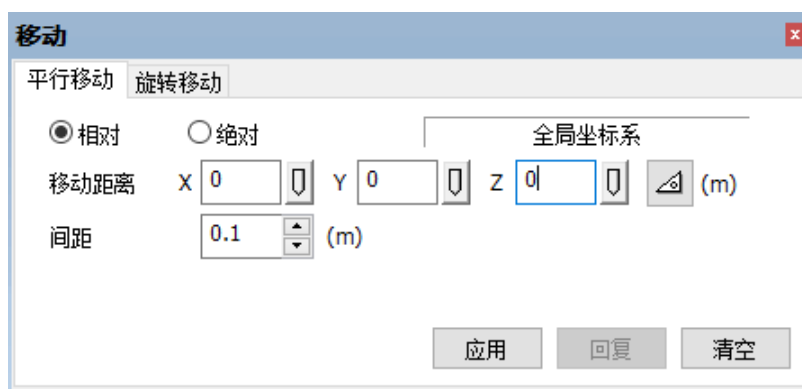 移动
平行移动 旋转移动
相对 绝对 全局坐标系
移动距离 X 0 Y 0 Z 0 (m)
间距 0.1 (m)
应用 回复 清空